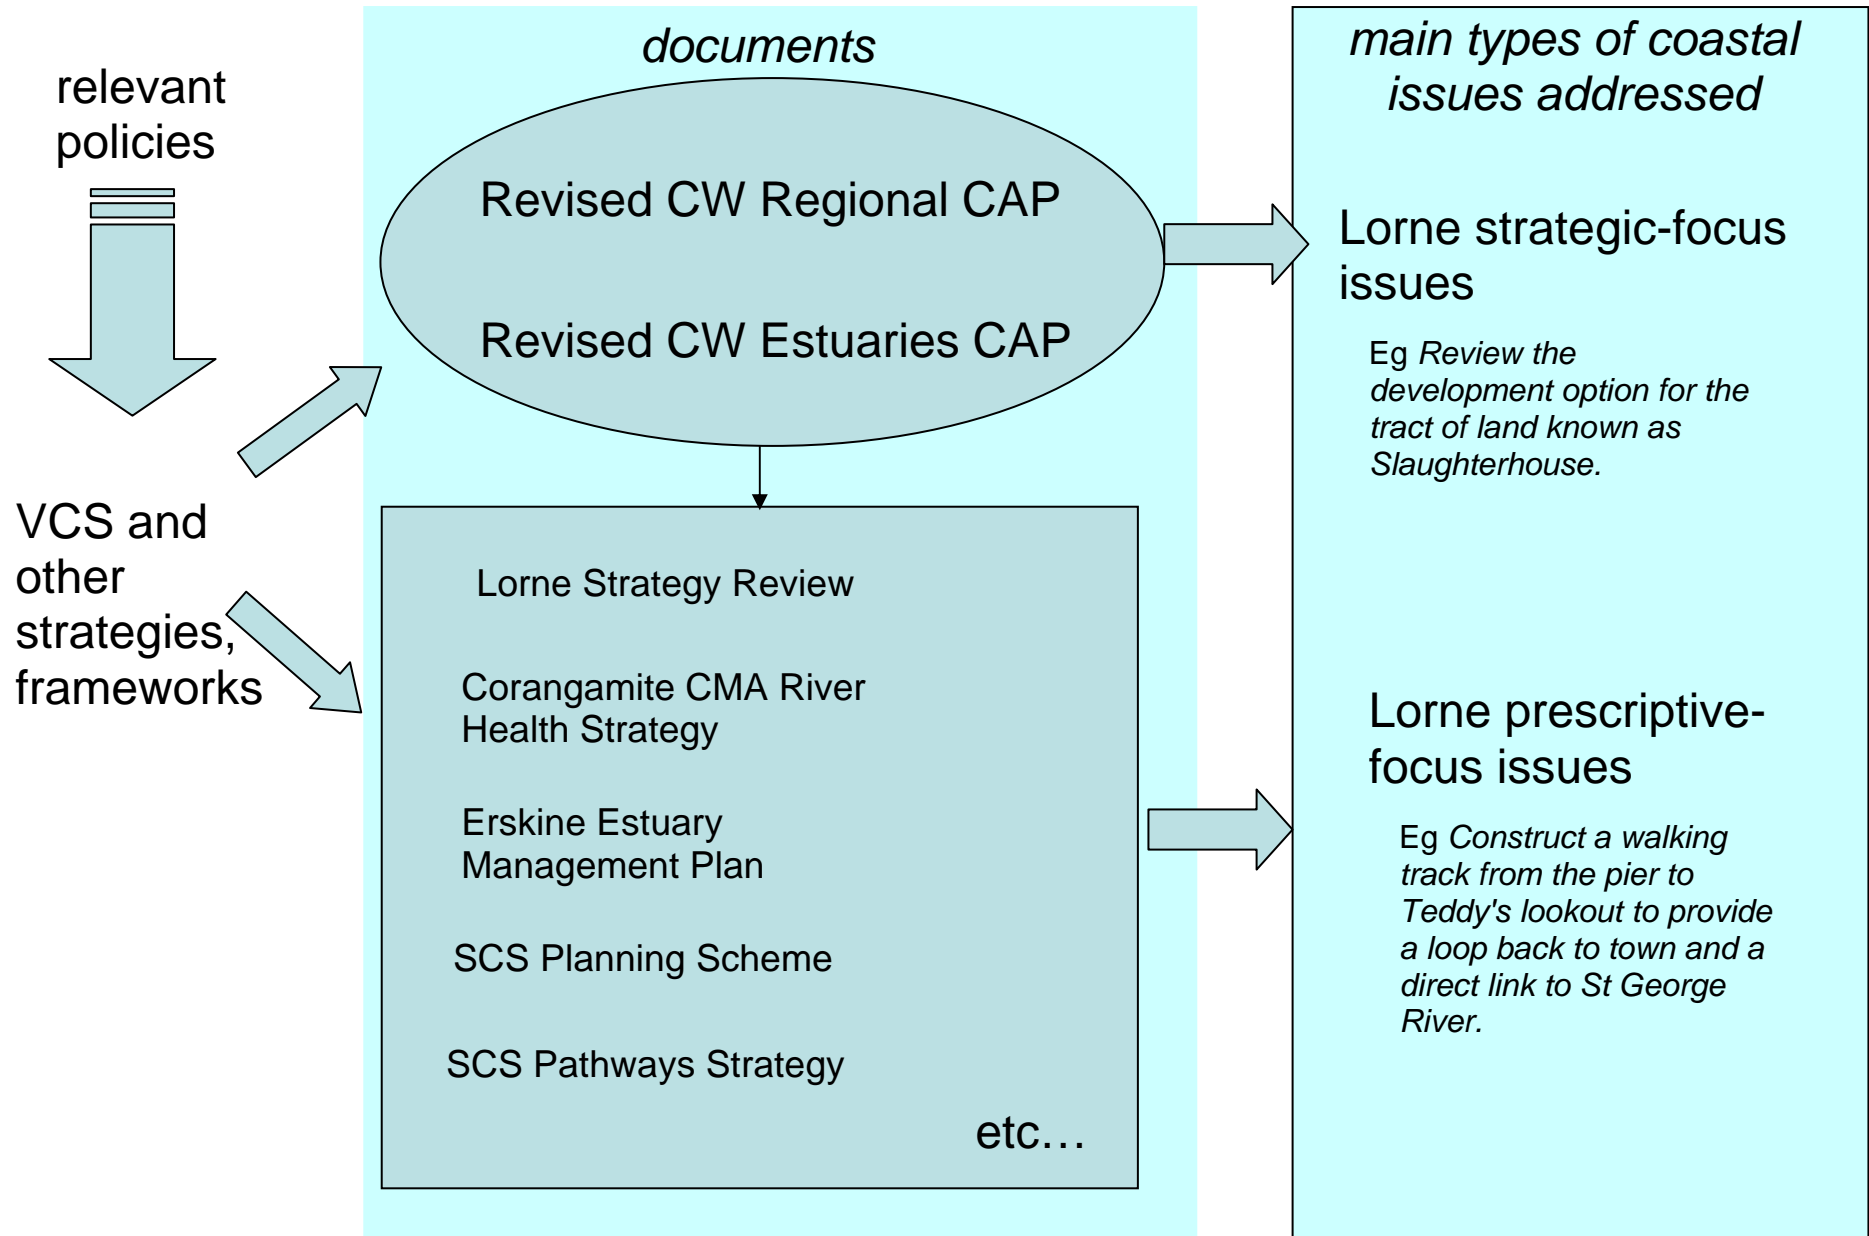 relevant
policies
VCS and
other
strategies,
frameworks
documents
Revised CW Regional CAP
Revised CW Estuaries CAP
Lorne Strategy Review
Corangamite CMA River
Health Strategy
Erskine Estuary
Management Plan
SCS Planning Scheme
SCS Pathways Strategy
etc…
main types of coastal
issues addressed
Lorne strategic-focus
issues
Eg Review the
development option for the
tract of land known as
Slaughterhouse.
Lorne prescriptive-
focus issues
Eg Construct a walking
track from the pier to
Teddy's lookout to provide
a loop back to town and a
direct link to St George
River.